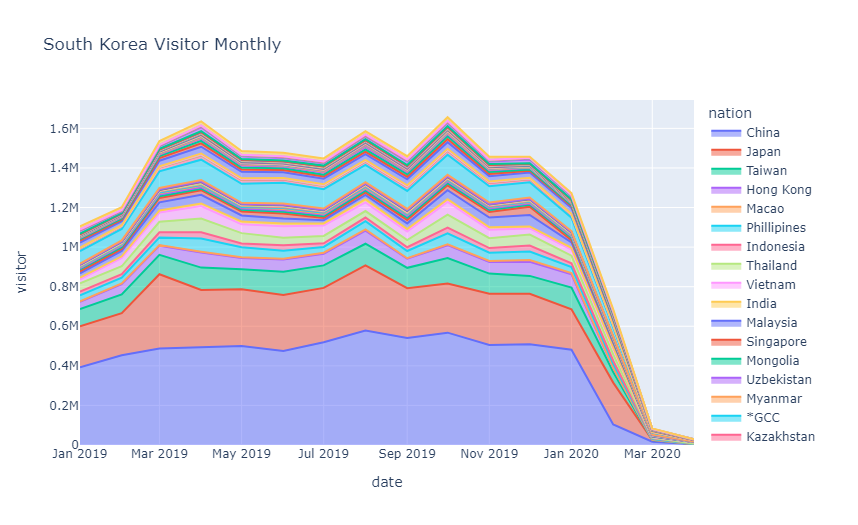 South Korea Visitor Monthly
nation
China
Japan
Taiwan
Hong Kong
Macao
Phillipines
Indonesia
Thailand
Vietnam
India
Malaysia
Singapore
Mongolia
Uzbekistan
Myanmar
*GCC
Kazakhstan
visitor
1.6M
1.4M
1.2M
1M
0.8M
0.6M
0.4M
0.2M
0
Jan 2019 Mar 2019 May 2019 Jul 2019 Sep 2019 Nov 2019 Jan 2020 Mar 2020
date